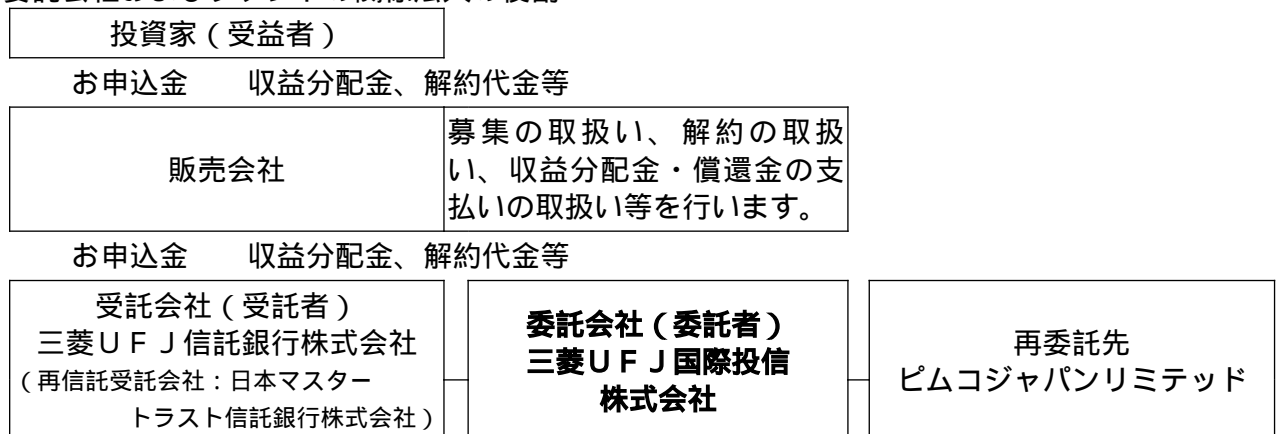 投資家（受益者）
お申込金　　収益分配金、解約代金等
販売会社
募集の取扱い、解約の取扱
い、収益分配金・償還金の支
払いの取扱い等を行います。
お申込金　　収益分配金、解約代金等
受託会社（受託者）
三菱ＵＦＪ信託銀行株式会社
（再信託受託会社：日本マスター
トラスト信託銀行株式会社）
委託会社（委託者）
三菱ＵＦＪ国際投信
株式会社
再委託先
ピムコジャパンリミテッド